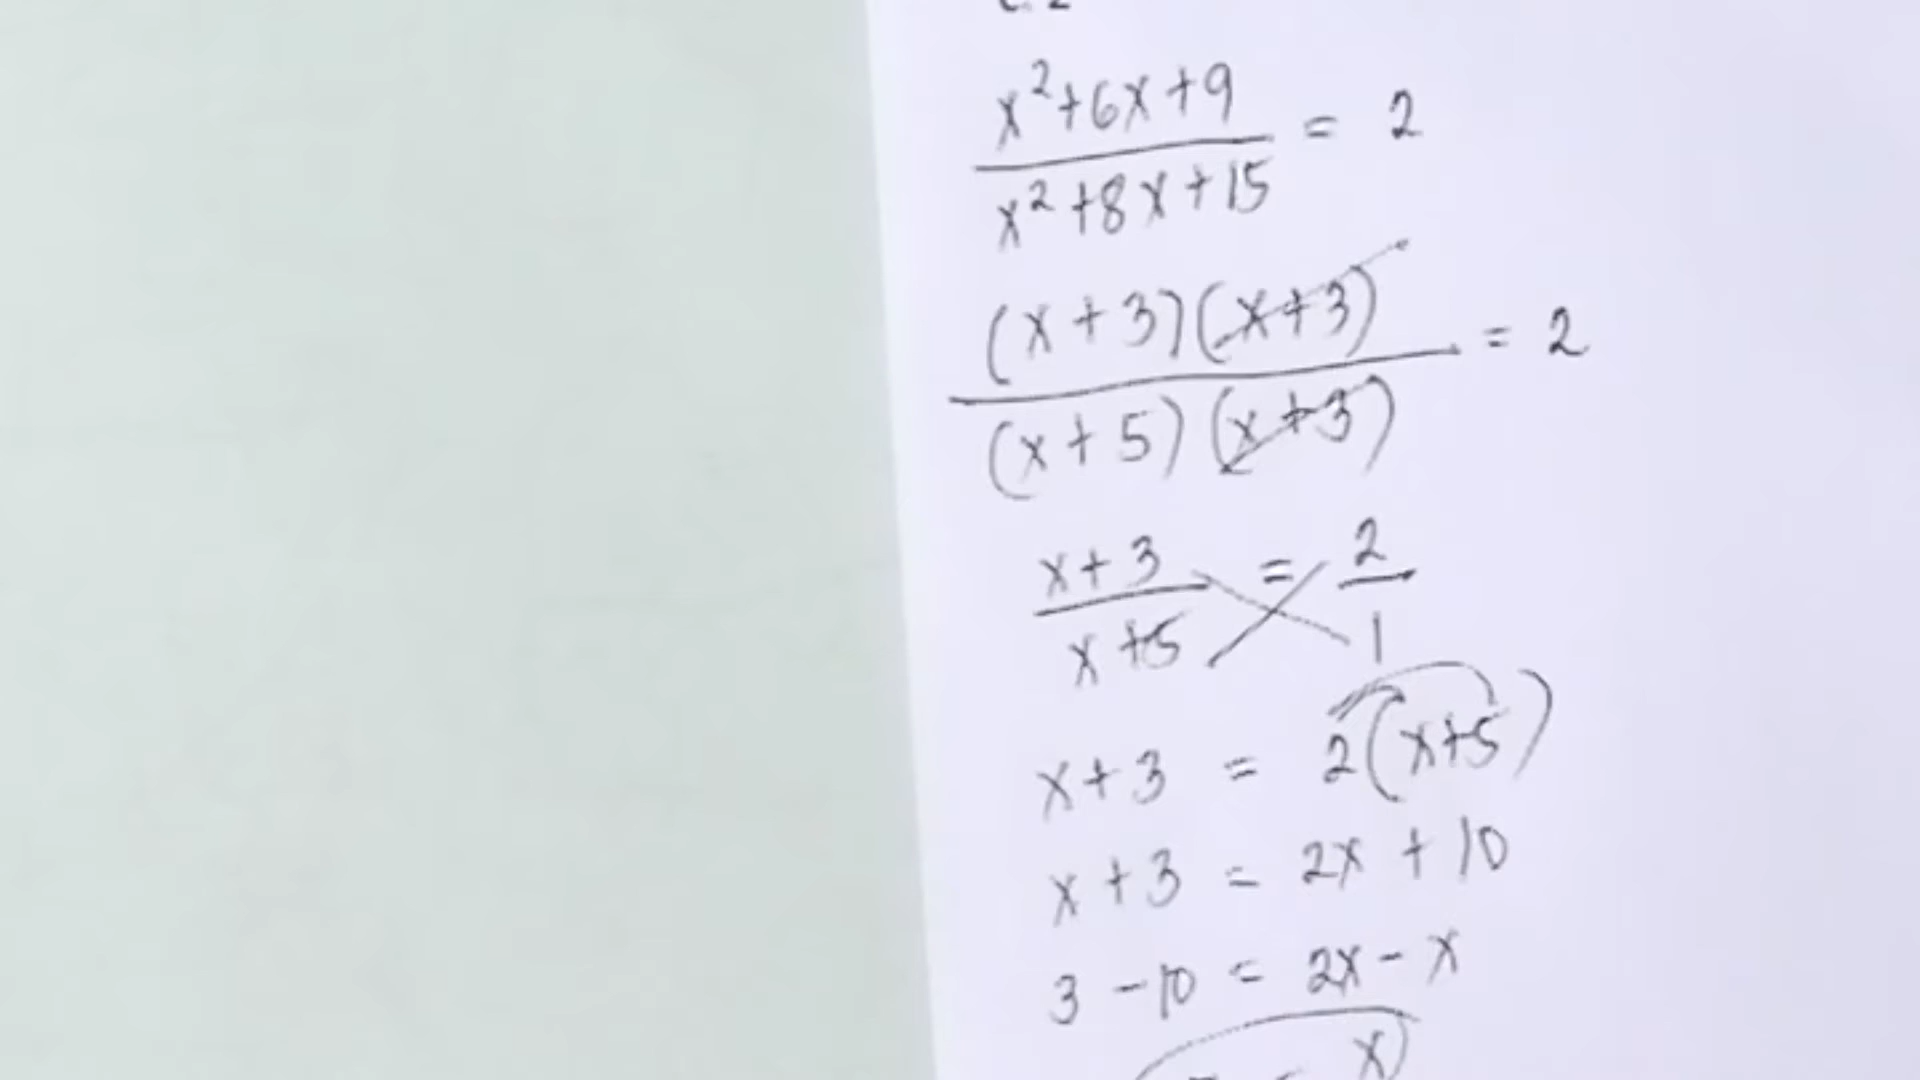 x²+6x+9 / x²+8x+15 = 2
(x+3)(x+3) / (x+5)(x+3) = 2
x+3 / x+5 = 2 / 1
x+3 = 2(x+5)
x+3 = 2x+10
3-10 = 2x-x
x